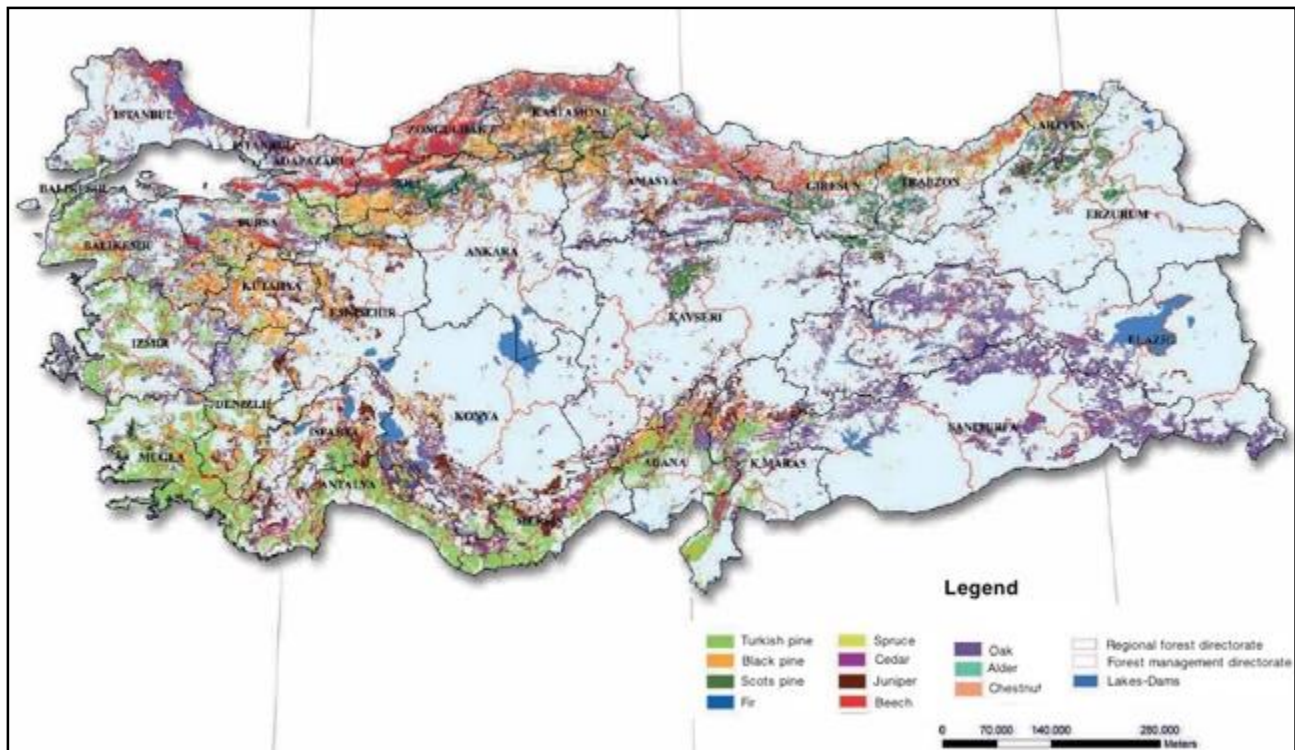 ISTANBUL
KASTAMONU
ZONGULDAK
ARTVIN
ISTANBUL
ADAPAZARI
BALIKESIR
AMASYA
GIRESUN
TRABZON
BURSA
ERZURUM
BALIKESIR
ANKARA
KUTAHYA
ESKISEHIR
KAYSERI
IZMIR
ELAZIG
DENIZLI
KONYA
ISPARTA
SANLIURFA
MUGLA
ADANA
K.MARAS
ANTALYA
MERSIN
Legend
Turkish pine
Black pine
Scots pine
Fir
Spruce
Cedar
Juniper
Beech
Oak
Alder
Chestnut
Regional forest directorate
Forest management directorate
Lakes-Dams
0 70,000 140,000 280,000
Meters